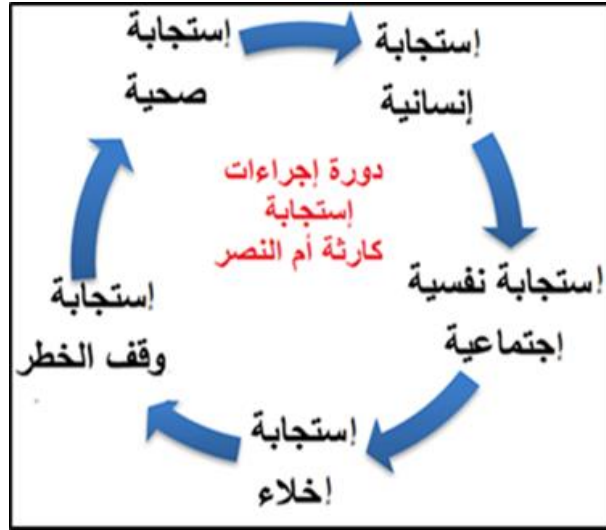 إستجابة
صحية
إستجابة
إنسانية
دورة إجراءات
إستجابة
كارثة أم النصر
إستجابة نفسية
إجتماعية
إستجابة
إخلاء
إستجابة
وقف الخطر